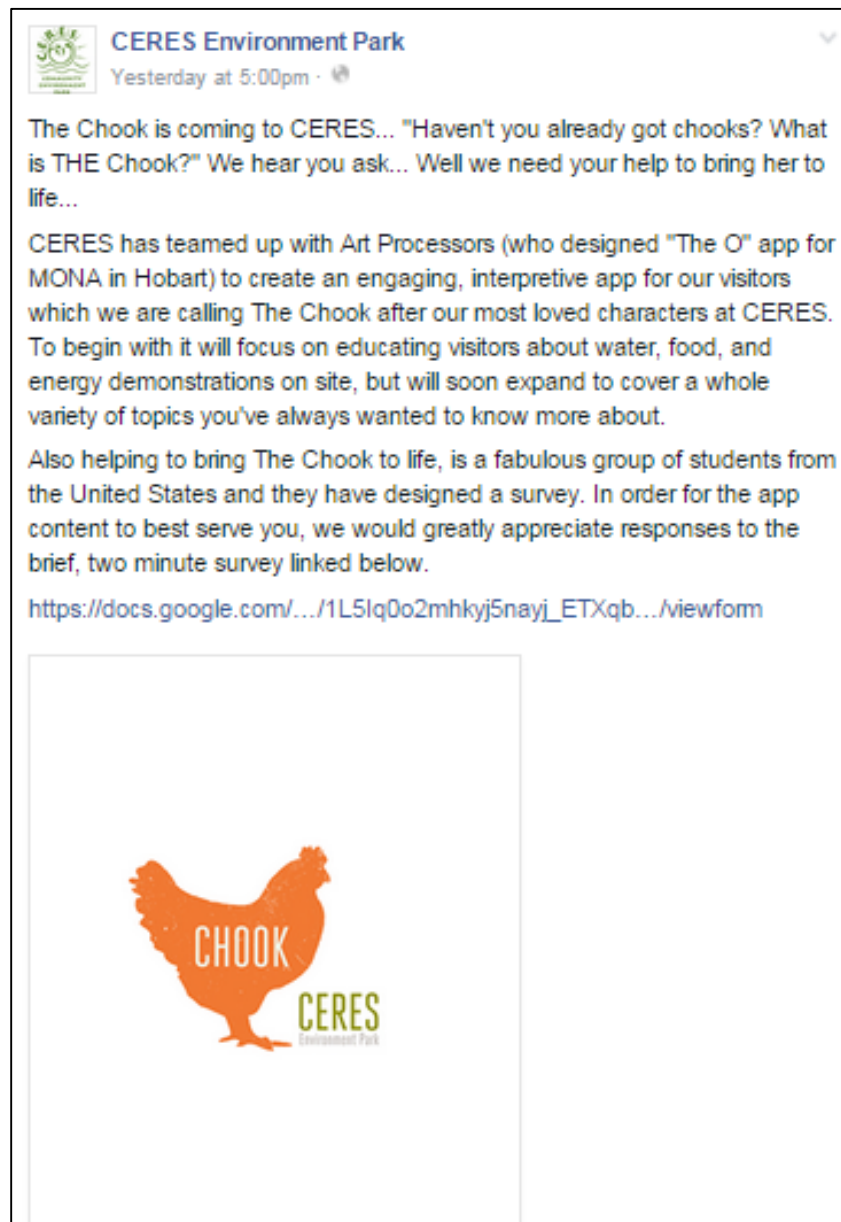 CERES
COMMUNITY
ENVIRONMENT
PARK
CERES Environment Park
Yesterday at 5:00pm ·
The Chook is coming to CERES... "Haven't you already got chooks? What
is THE Chook?" We hear you ask... Well we need your help to bring her to
life...
CERES has teamed up with Art Processors (who designed "The O" app for
MONA in Hobart) to create an engaging, interpretive app for our visitors
which we are calling The Chook after our most loved characters at CERES.
To begin with it will focus on educating visitors about water, food, and
energy demonstrations on site, but will soon expand to cover a whole
variety of topics you've always wanted to know more about.
Also helping to bring The Chook to life, is a fabulous group of students from
the United States and they have designed a survey. In order for the app
content to best serve you, we would greatly appreciate responses to the
brief, two minute survey linked below.
https://docs.google.com/…/1L5Iq0o2mhkyj5nayj_ETXqb…/viewform
CHOOK
CERES
Environment Park